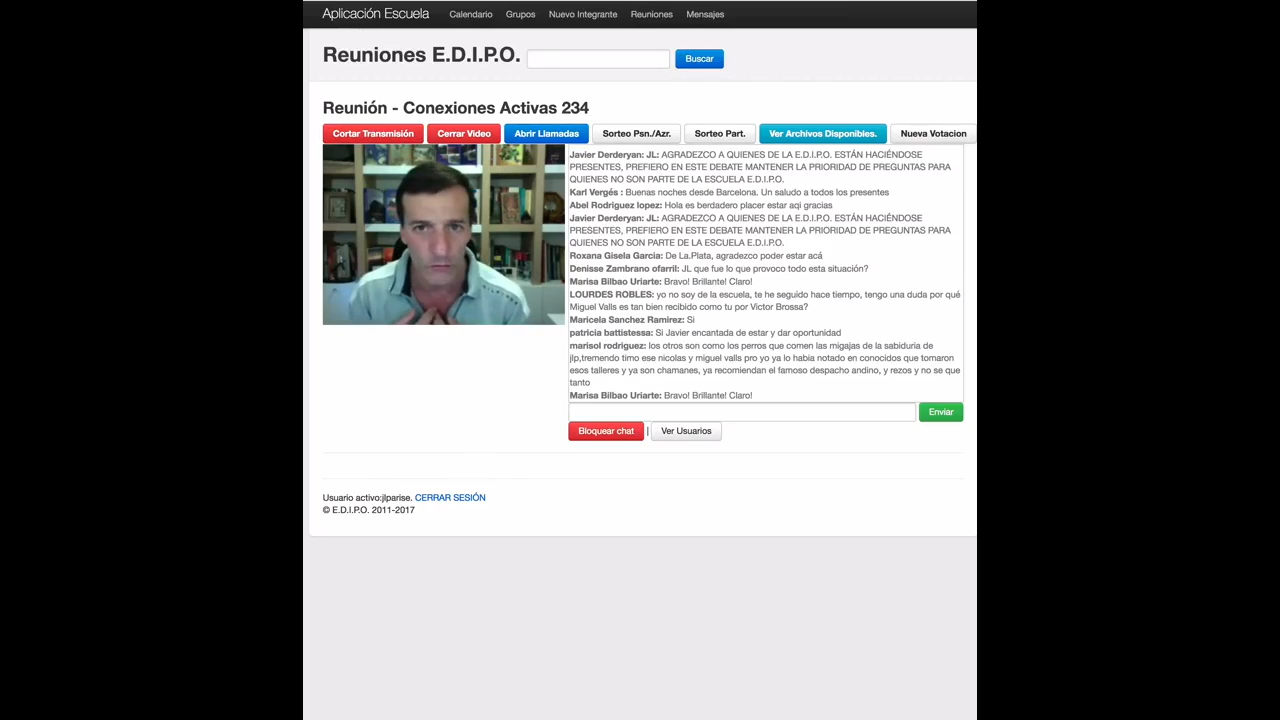 Aplicación Escuela Calendario Grupos Nuevo Integrante Reuniones Mensajes
Reuniones E.D.I.P.O. Buscar
Reunión - Conexiones Activas 234
Cortar Transmisión Cerrar Video Abrir Llamadas Sorteo Psn./Azr. Sorteo Part. Ver Archivos Disponibles. Nueva Votacion
Javier Derderyan: JL: AGRADEZCO A QUIENES DE LA E.D.I.P.O. ESTÁN HACIÉNDOSE
PRESENTES, PREFIERO EN ESTE DEBATE MANTENER LA PRIORIDAD DE PREGUNTAS PARA
QUIENES NO SON PARTE DE LA ESCUELA E.D.I.P.O.
Karl Vergés : Buenas noches desde Barcelona. Un saludo a todos los presentes
Abel Rodriguez lopez: Hola es berdadero placer estar aqi gracias
Javier Derderyan: JL: AGRADEZCO A QUIENES DE LA E.D.I.P.O. ESTÁN HACIÉNDOSE
PRESENTES, PREFIERO EN ESTE DEBATE MANTENER LA PRIORIDAD DE PREGUNTAS PARA
QUIENES NO SON PARTE DE LA ESCUELA E.D.I.P.O.
Roxana Gisela Garcia: De La.Plata, agradezco poder estar acá
Denisse Zambrano ofarril: JL que fue lo que provoco todo esta situación?
Marisa Bilbao Uriarte: Bravo! Brillante! Claro!
LOURDES ROBLES: yo no soy de la escuela, te he seguido hace tiempo, tengo una duda por qué
Miguel Valls es tan bien recibido como tu por Víctor Brossa?
Maricela Sanchez Ramirez: Si
patricia battistessa: Si Javier encantada de estar y dar oportunidad
marisol rodriguez: los otros son como los perros que comen las migajas de la sabiduria de
jlp,tremendo timo ese nicolas y miguel valls pro yo ya lo habia notado en conocidos que tomaron
esos talleres y ya son chamanes, ya recomiendan el famoso despacho andino, y rezos y no se que
tanto
Marisa Bilbao Uriarte: Bravo! Brillante! Claro!
Enviar
Bloquear chat | Ver Usuarios
Usuario activo:jlparise. CERRAR SESIÓN
© E.D.I.P.O. 2011-2017